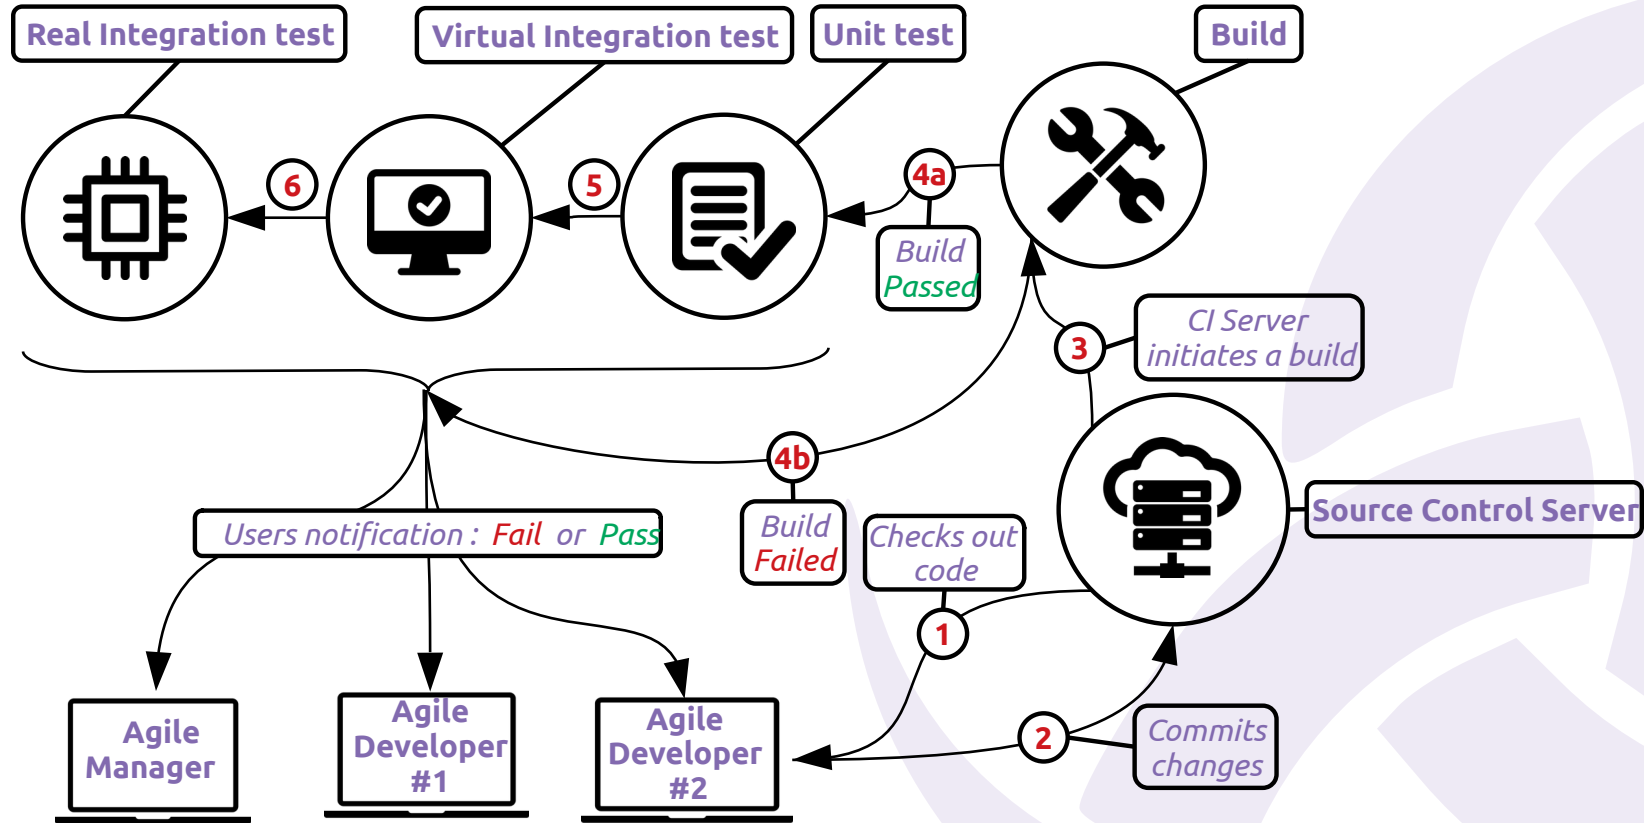 Real Integration test
Virtual Integration test
Unit test
Build
6
5
4a
Build
Passed
3
CI Server
initiates a build
4b
Build
Failed
Source Control Server
Checks out
code
1
Users notification : Fail or Pass
2
Commits
changes
Agile
Manager
Agile
Developer
#1
Agile
Developer
#2